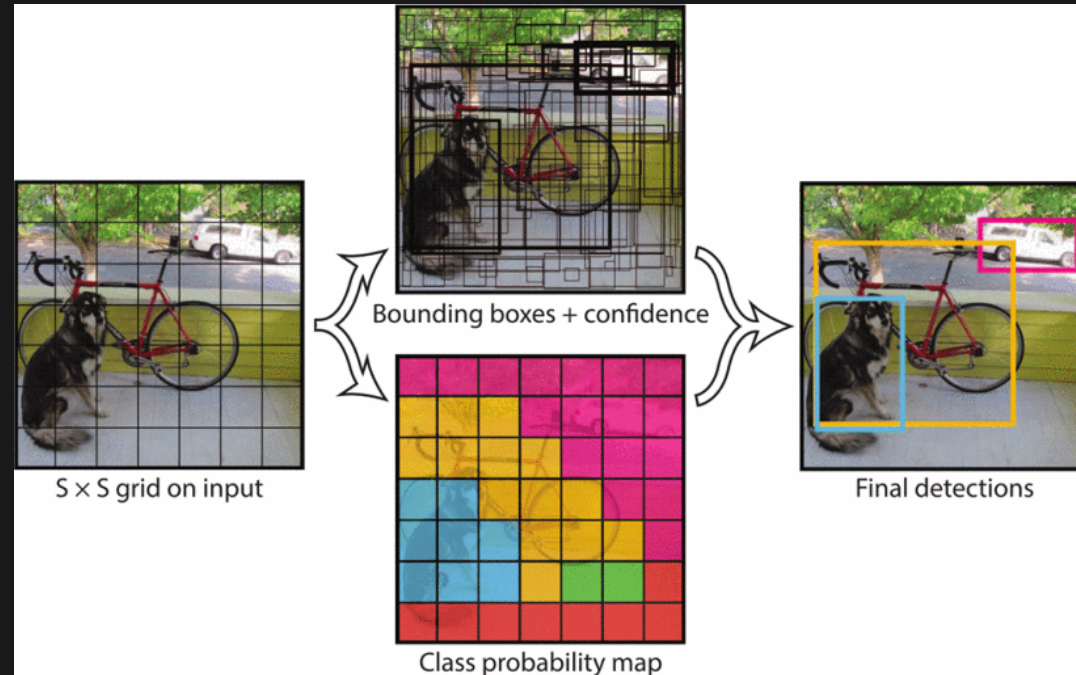 Bounding boxes + confidence
S × S grid on input
Final detections
Class probability map